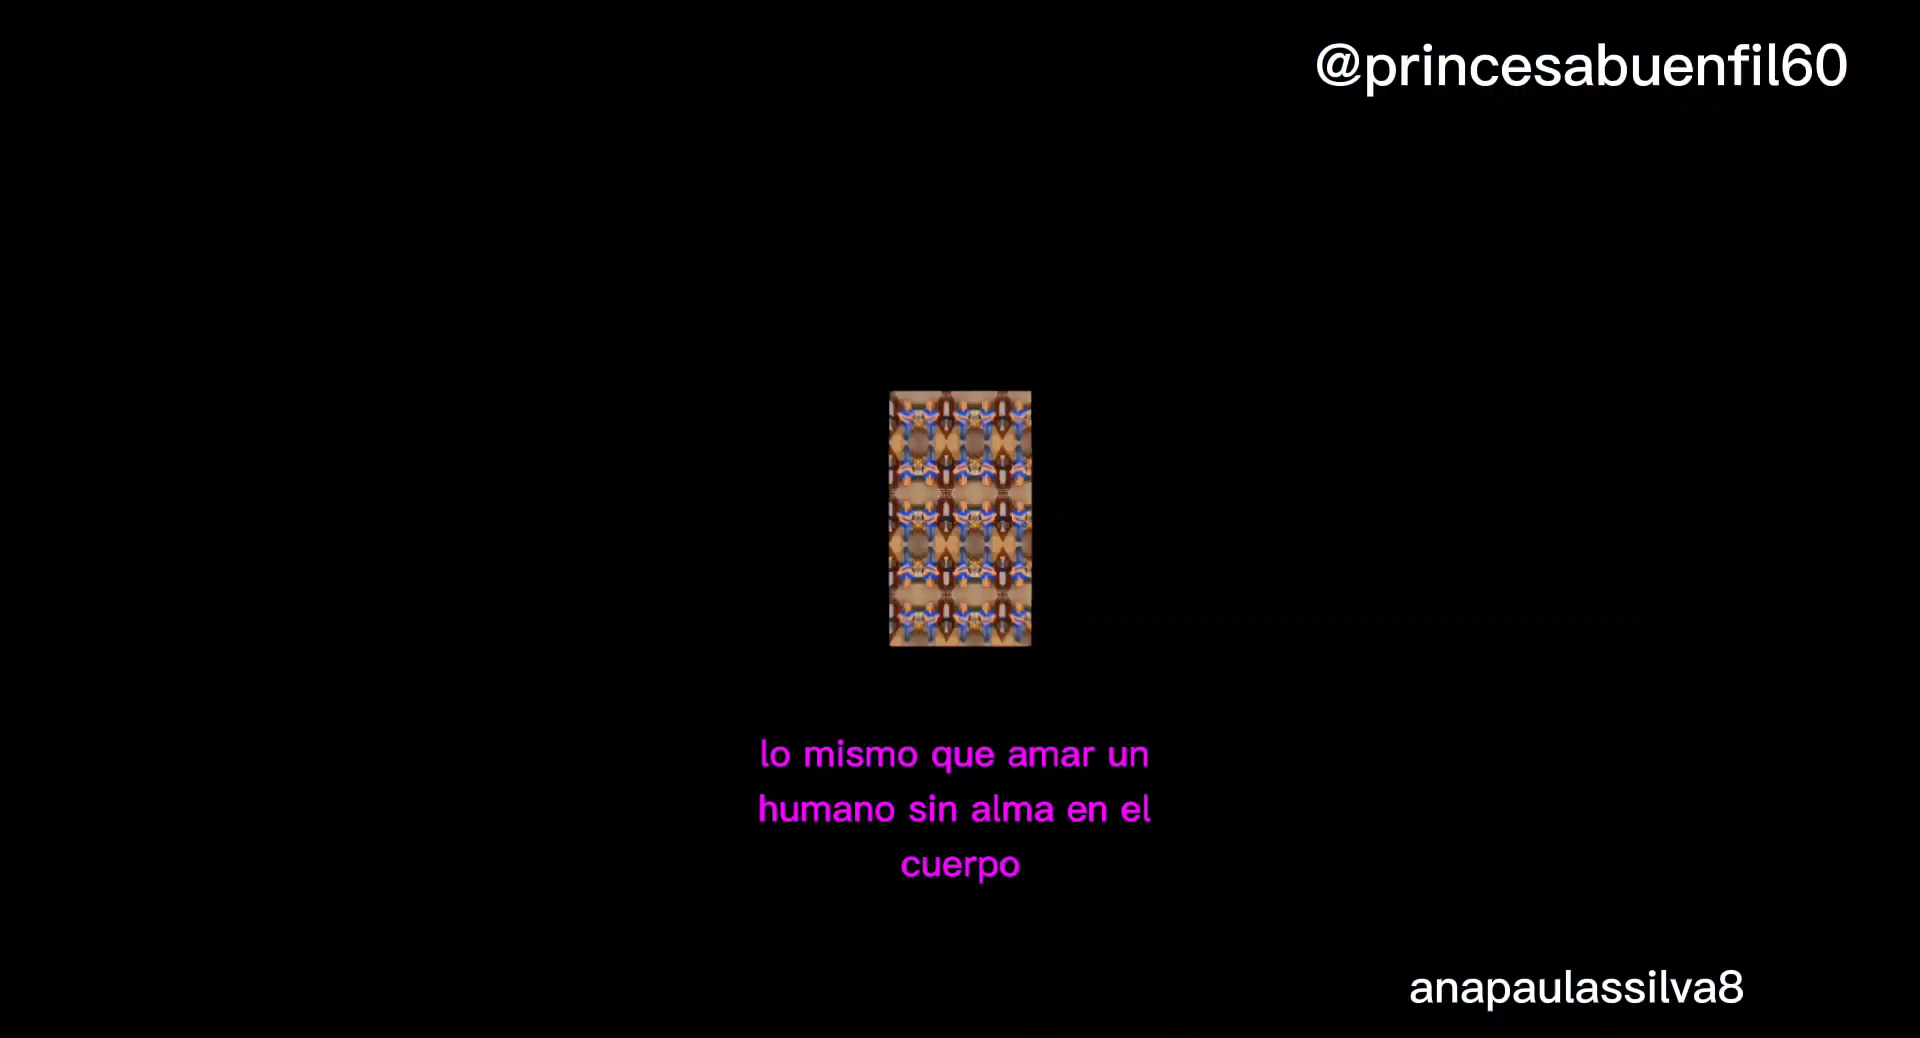 @princesabuenfil60
lo mismo que amar un
humano sin alma en el
cuerpo
anapaulassilva8